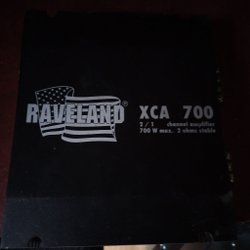 RAVELAND® XCA 700
2/1 channel amplifier
700 W max. 2 ohms stable